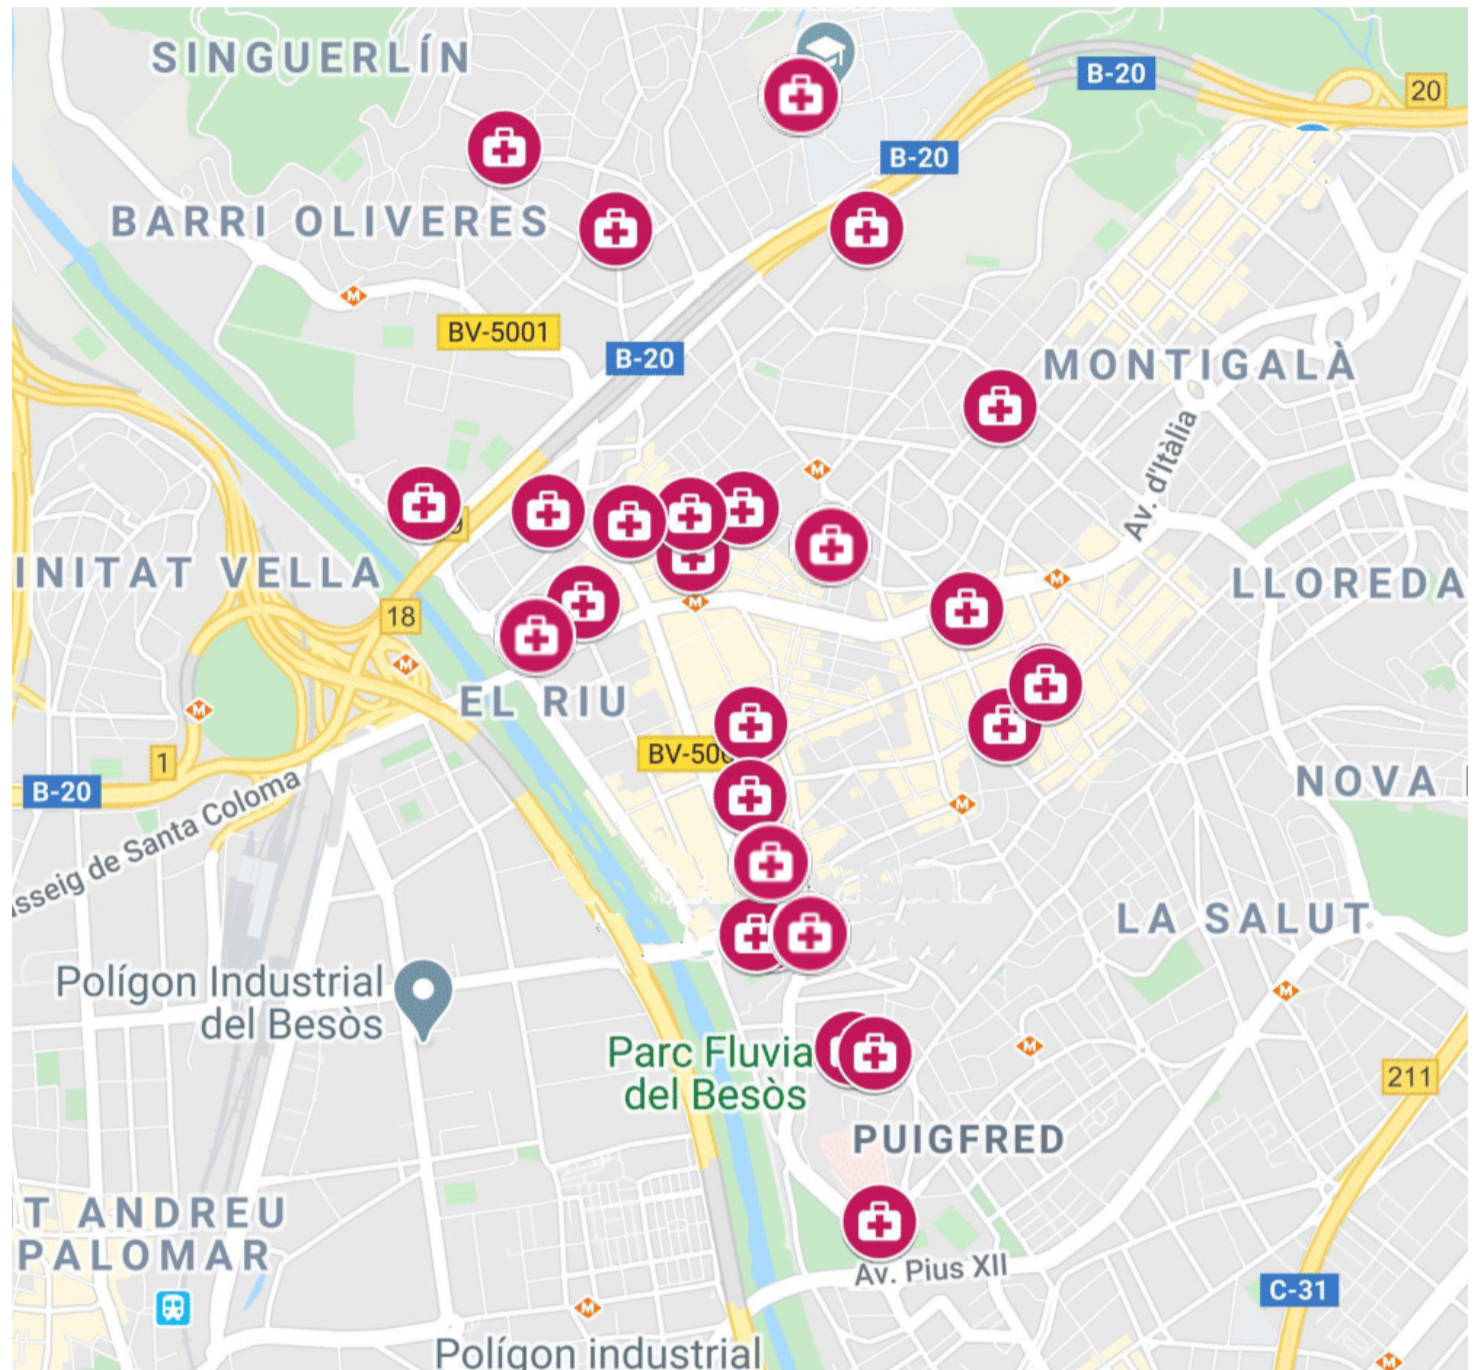 SINGUERLÍN
B-20
20
B-20
BARRI OLIVERES
BV-5001
B-20
MONTIGALÀ
Av. d'Itàlia
INITAT VELLA
LLOREDA
18
EL RIU
BV-500
1
B-20
NOVA
asseig de Santa Coloma
LA SALUT
Polígon Industrial
del Besòs
Parc Fluvia
del Besòs
211
PUIGFRED
T ANDREU
PALOMAR
Av. Pius XII
C-31
Polígon industrial